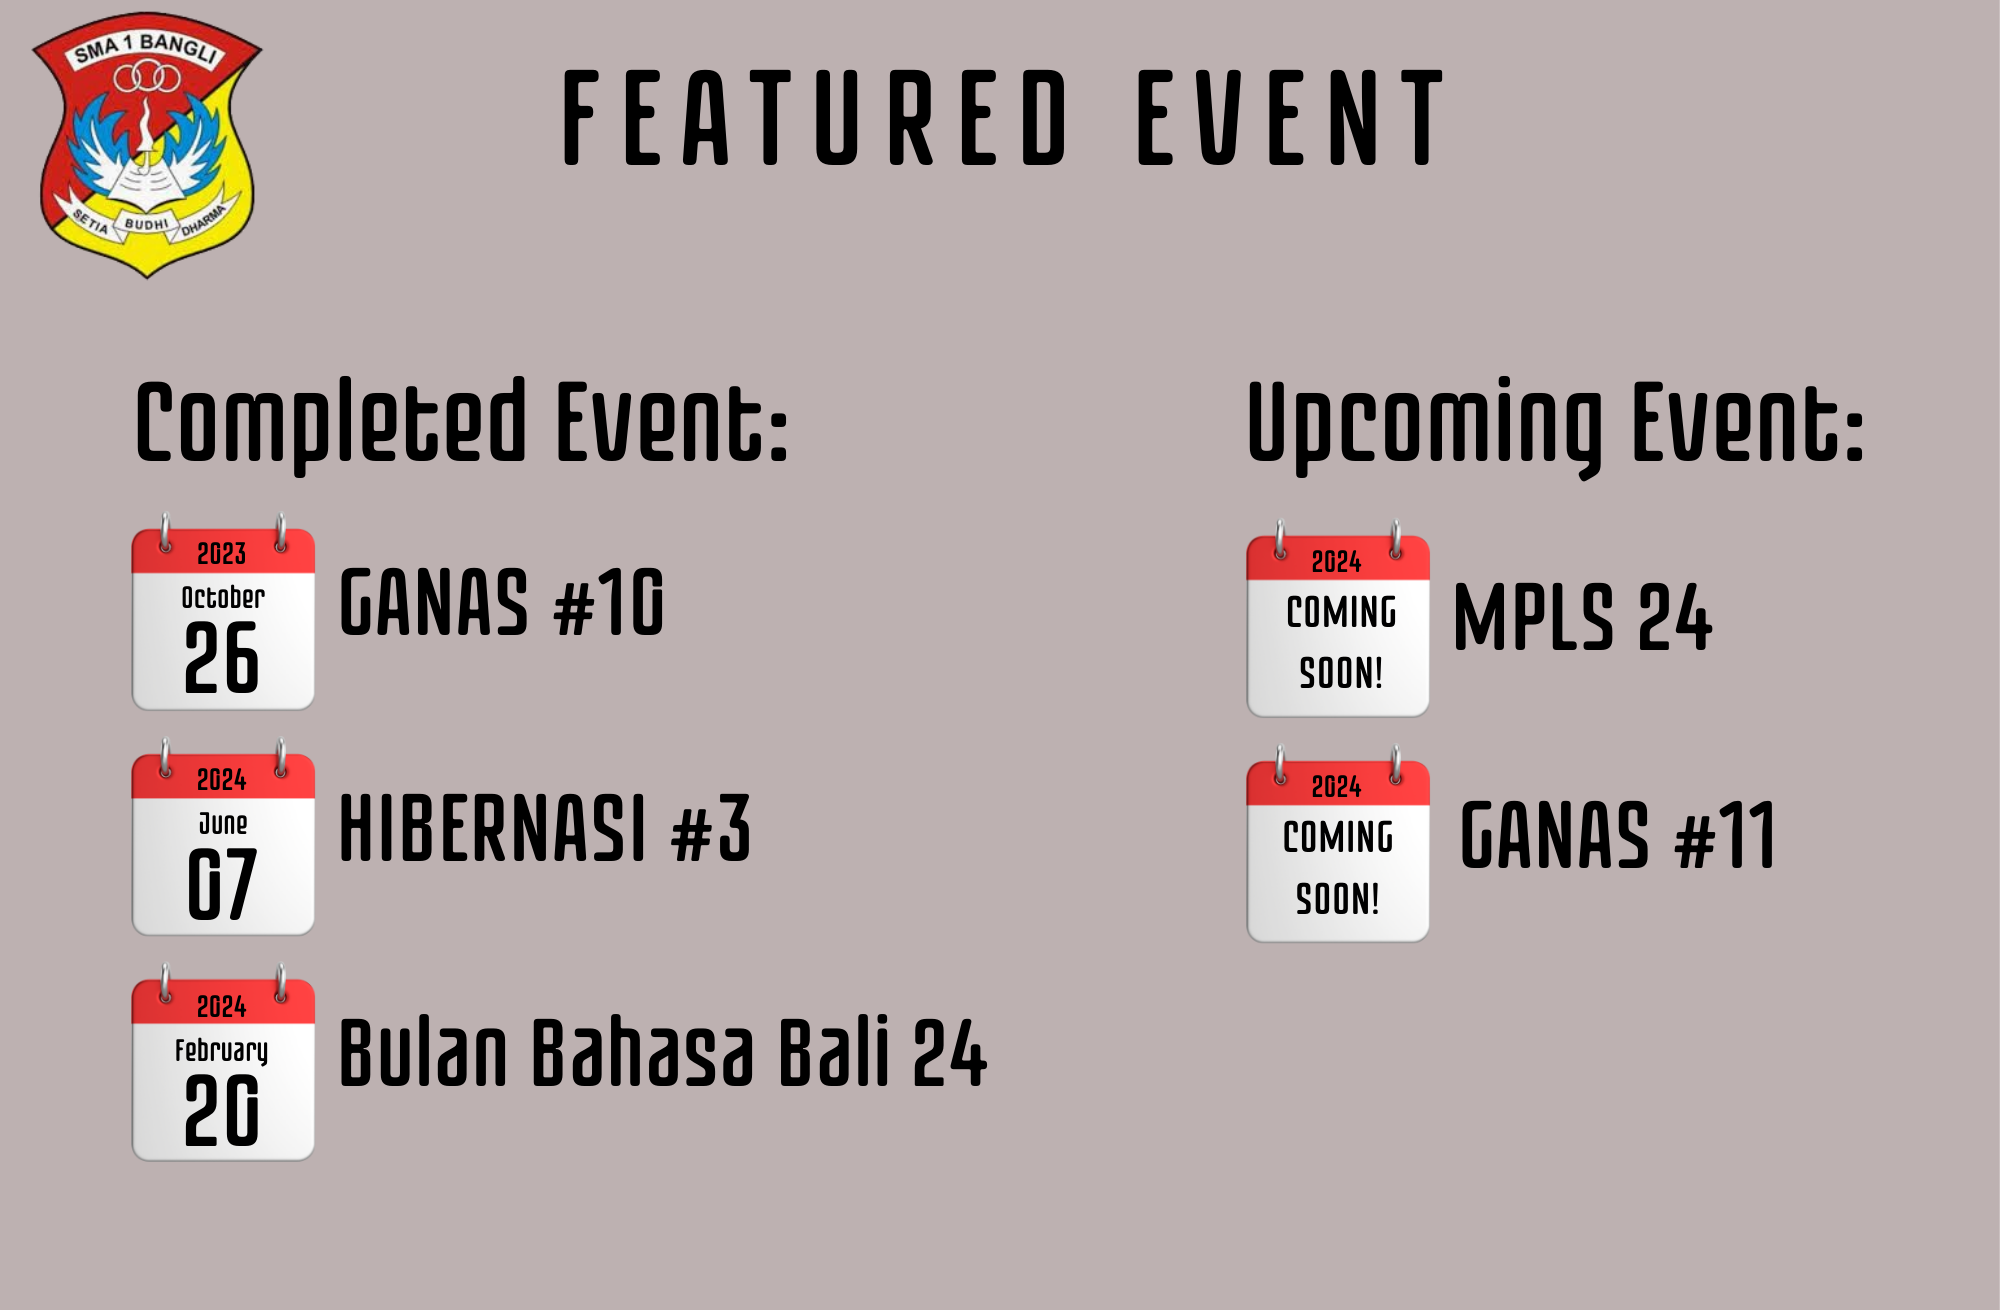 SMA 1 BANGLI
SETIA BUDHI DHARMA
FEATURED EVENT
Completed Event:
2023
October
26
GANAS #10
2024
June
07
HIBERNASI #3
2024
February
20
Bulan Bahasa Bali 24
Upcoming Event:
2024
COMING
SOON!
MPLS 24
2024
COMING
SOON!
GANAS #11